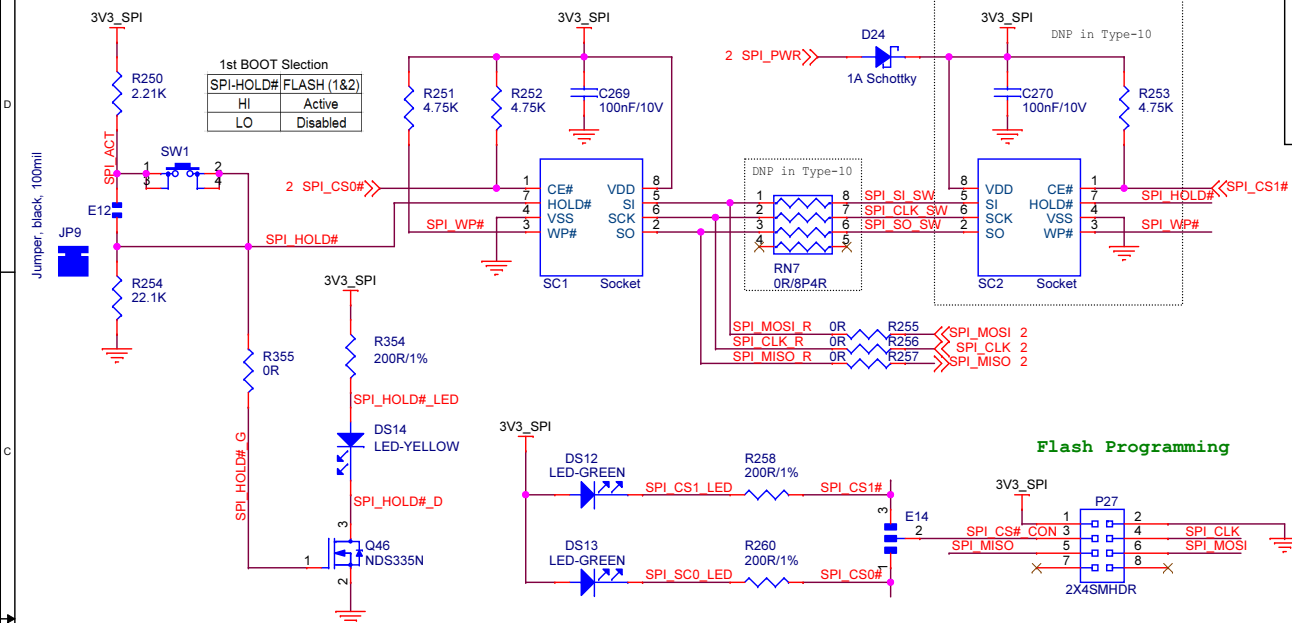 3V3_SPI
R250
2.21K
1st BOOT Slection
SPI-HOLD# FLASH (1&2)
HI Active
LO Disabled
SPI_ACT
SW1
1 2
3 4
E12
JP9
Jumper, black, 100mil
R254
22.1K
SPI_HOLD#
R355
0R
SPI_HOLD#_G
3V3_SPI
R354
200R/1%
SPI_HOLD#_LED
DS14
LED-YELLOW
SPI_HOLD#_D
3
Q46
NDS335N
1
2
3V3_SPI
R251
4.75K
R252
4.75K
C269
100nF/10V
2 SPI_CS0#
SPI_WP#
1 CE# VDD 8
7 HOLD# SI 5
4 VSS SCK 6
3 WP# SO 2
SC1 Socket
DNP in Type-10
1 8
2 7
3 6
4 5
RN7
0R/8P4R
SPI_SI_SW
SPI_CLK_SW
SPI_SO_SW
2 SPI_PWR
D24
1A Schottky
3V3_SPI
DNP in Type-10
C270
100nF/10V
R253
4.75K
8 VDD CE# 1
5 SI HOLD# 7
6 SCK VSS 4
2 SO WP# 3
SC2 Socket
SPI_CS1#
SPI_HOLD#
SPI_WP#
SPI_MOSI_R 0R R255 SPI_MOSI 2
SPI_CLK_R 0R R256 SPI_CLK 2
SPI_MISO_R 0R R257 SPI_MISO 2
3V3_SPI
DS12
LED-GREEN
SPI_CS1_LED
R258
200R/1%
SPI_CS1#
DS13
LED-GREEN
SPI_SC0_LED
R260
200R/1%
SPI_CS0#
3
E14
2
1
Flash Programming
3V3_SPI
P27
1 2
SPI_CS#_CON 3 4 SPI_CLK
SPI_MISO 5 6 SPI_MOSI
7 8
2X4SMHDR
D
C